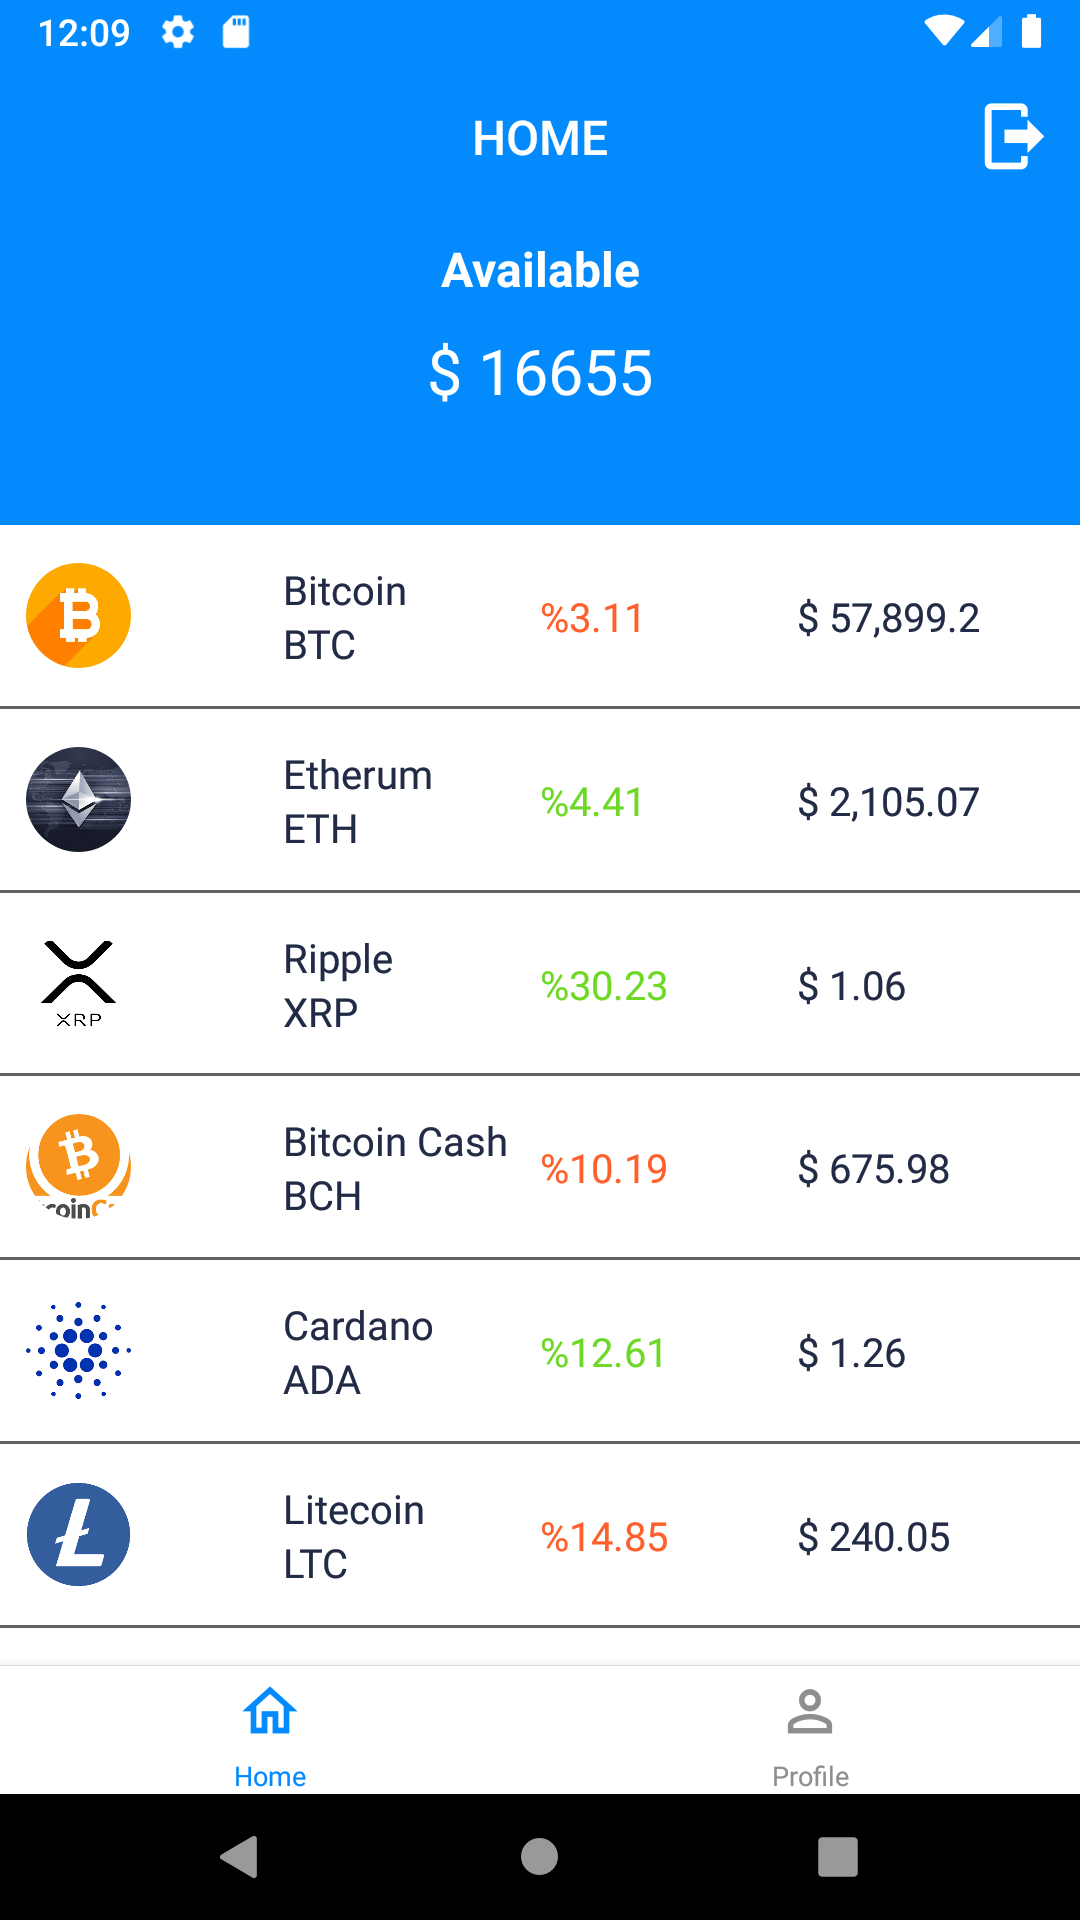 12:09
HOME
Available
$ 16655
Bitcoin
BTC
%3.11
$ 57,899.2
Etherum
ETH
%4.41
$ 2,105.07
XRP
Ripple
XRP
%30.23
$ 1.06
coinC
Bitcoin Cash
BCH
%10.19
$ 675.98
Cardano
ADA
%12.61
$ 1.26
Litecoin
LTC
%14.85
$ 240.05
Home
Profile